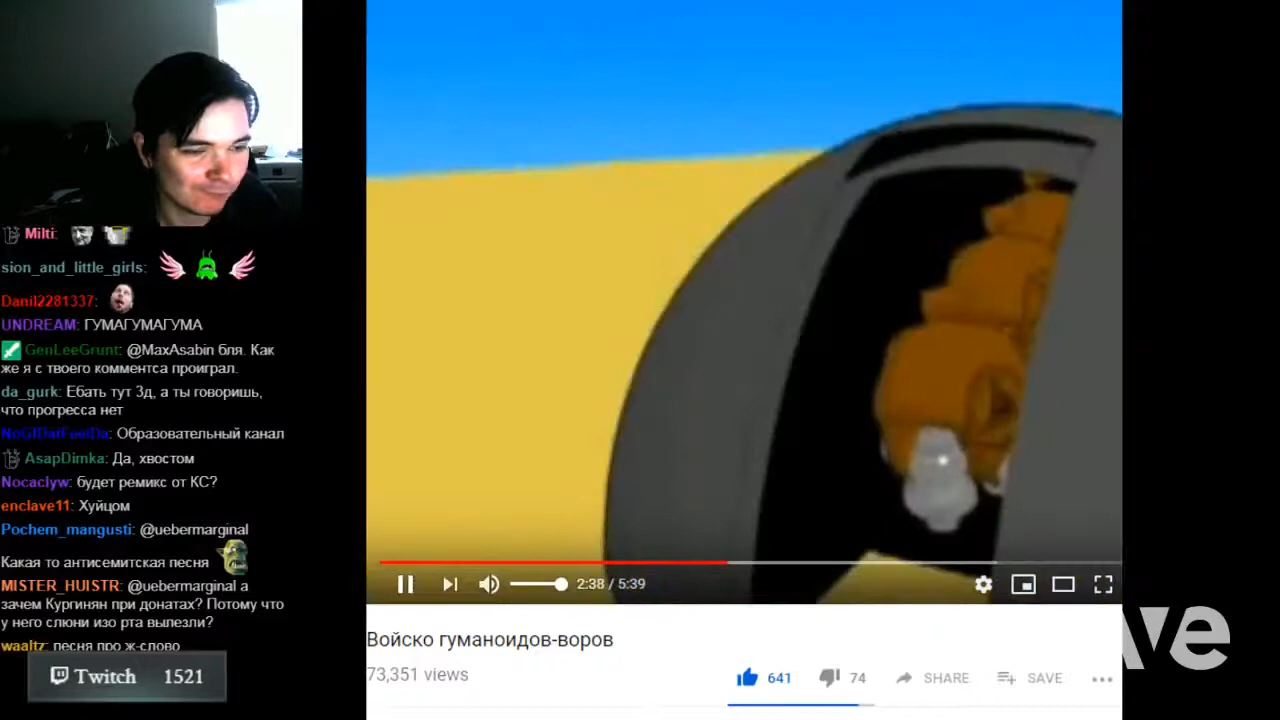 Milti:
sion_and_little_girls:
Danil2281337:
UNDREAM: ГУМАГУМАГУМА
GenLeeGrunt: @MaxAsabin бля. Как
же я с твоего комментса проиграл.
da_gurk: Ебать тут 3д, а ты говоришь,
что прогресса нет
Образовательный канал
AsapDimka: Да, хвостом
Nocaclyw: будет ремикс от КС?
enclave11: Хуйцом
Pochem_mangusti: @uebermarginal
Какая то антисемитская песня
MISTER_HUISTR: @uebermarginal а
зачем Кургинян при донатах? Потому что
у него слюни изо рта вылезли?
waaltz: песня про ж-слово
Twitch 1521
2:38 / 5:39
Войско гуманоидов-воров
73,351 views
641 74 SHARE SAVE
ve